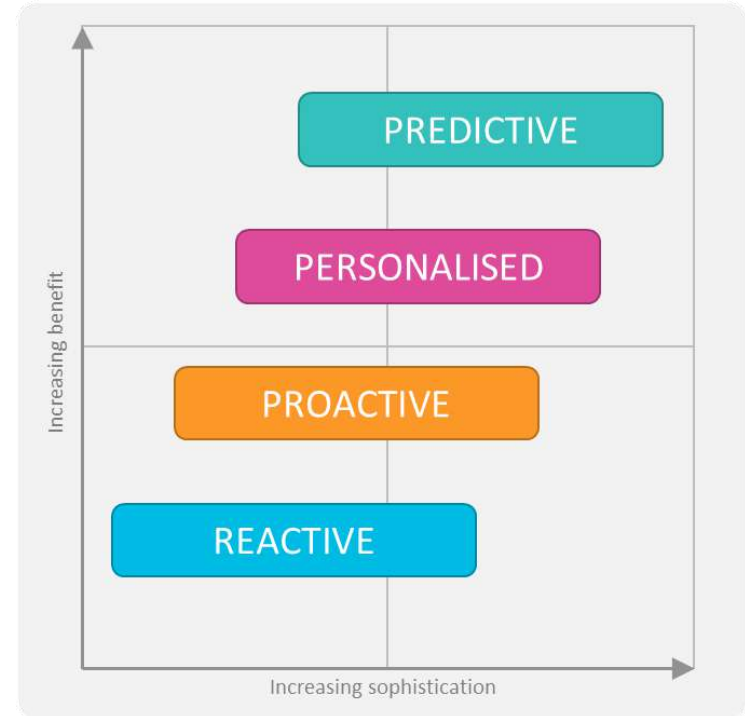 PREDICTIVE
PERSONALISED
PROACTIVE
REACTIVE
Increasing benefit
Increasing sophistication